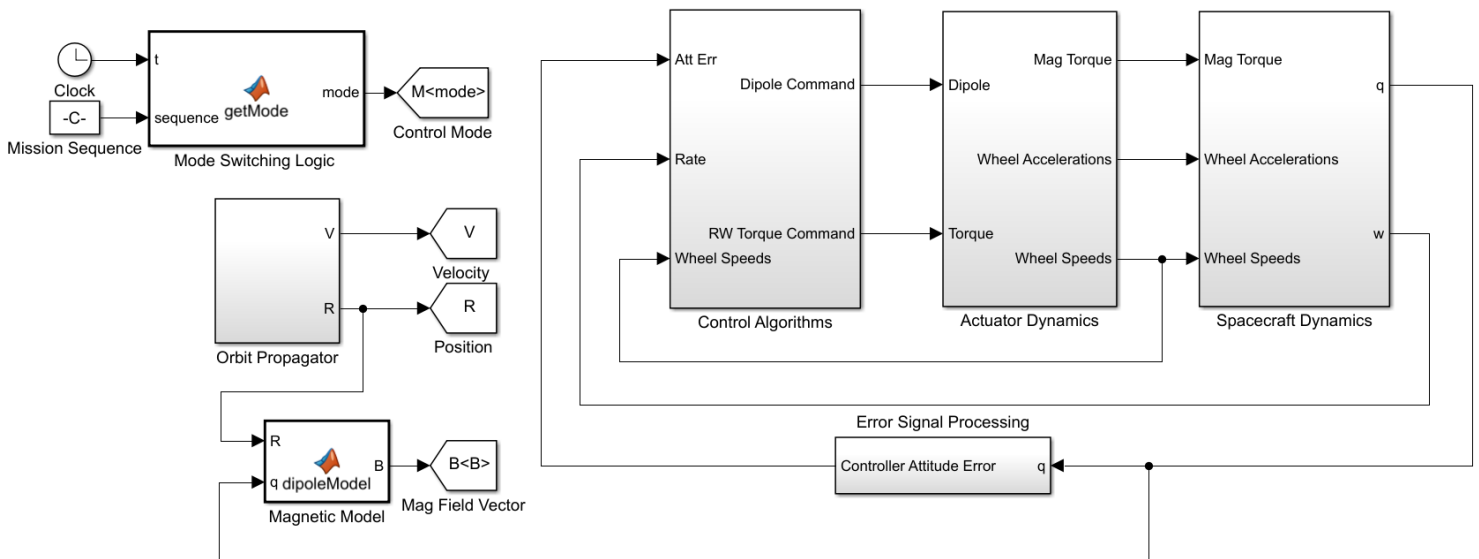 t
Clock
-C-
sequence
Mission Sequence
getMode
mode
Mode Switching Logic
M<mode>
Control Mode
V
R
Orbit Propagator
V
Velocity
R
Position
R
q
dipoleModel
B
Magnetic Model
B<B>
Mag Field Vector
Att Err
Dipole Command
Rate
RW Torque Command
Wheel Speeds
Control Algorithms
Mag Torque
Dipole
Wheel Accelerations
Torque
Wheel Speeds
Actuator Dynamics
Mag Torque
q
Wheel Accelerations
w
Wheel Speeds
Spacecraft Dynamics
Error Signal Processing
Controller Attitude Error
q